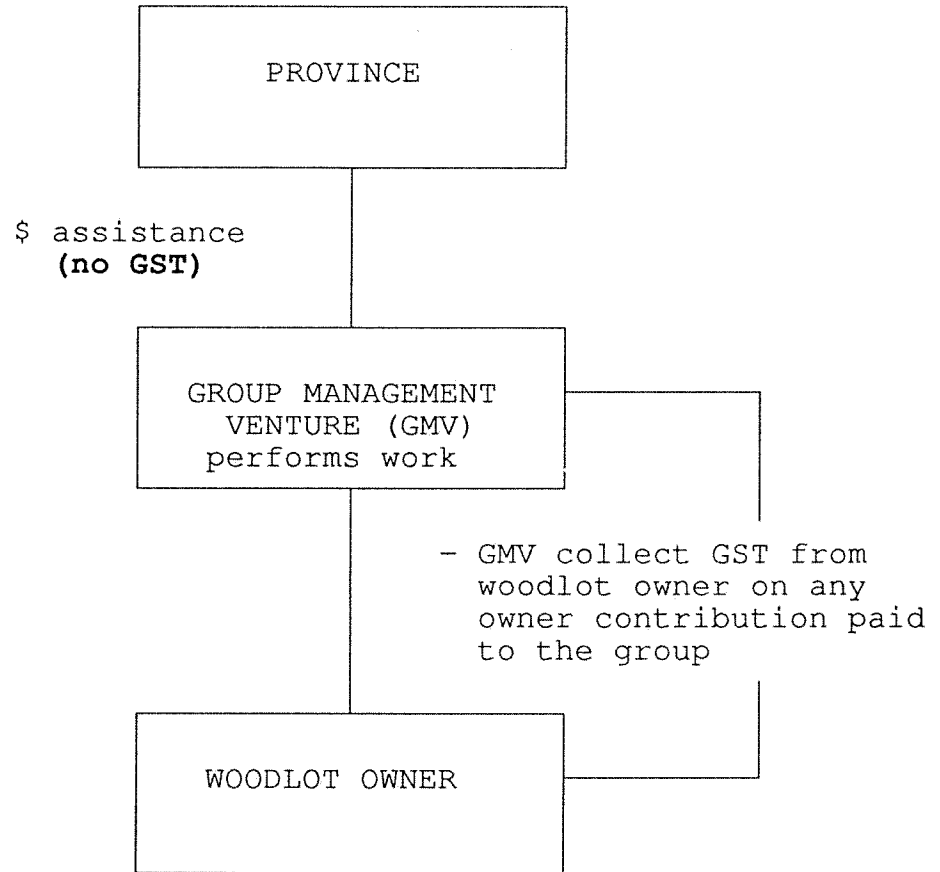 PROVINCE
$ assistance
(no GST)
GROUP MANAGEMENT
VENTURE (GMV)
performs work
- GMV collect GST from
woodlot owner on any
owner contribution paid
to the group
WOODLOT OWNER